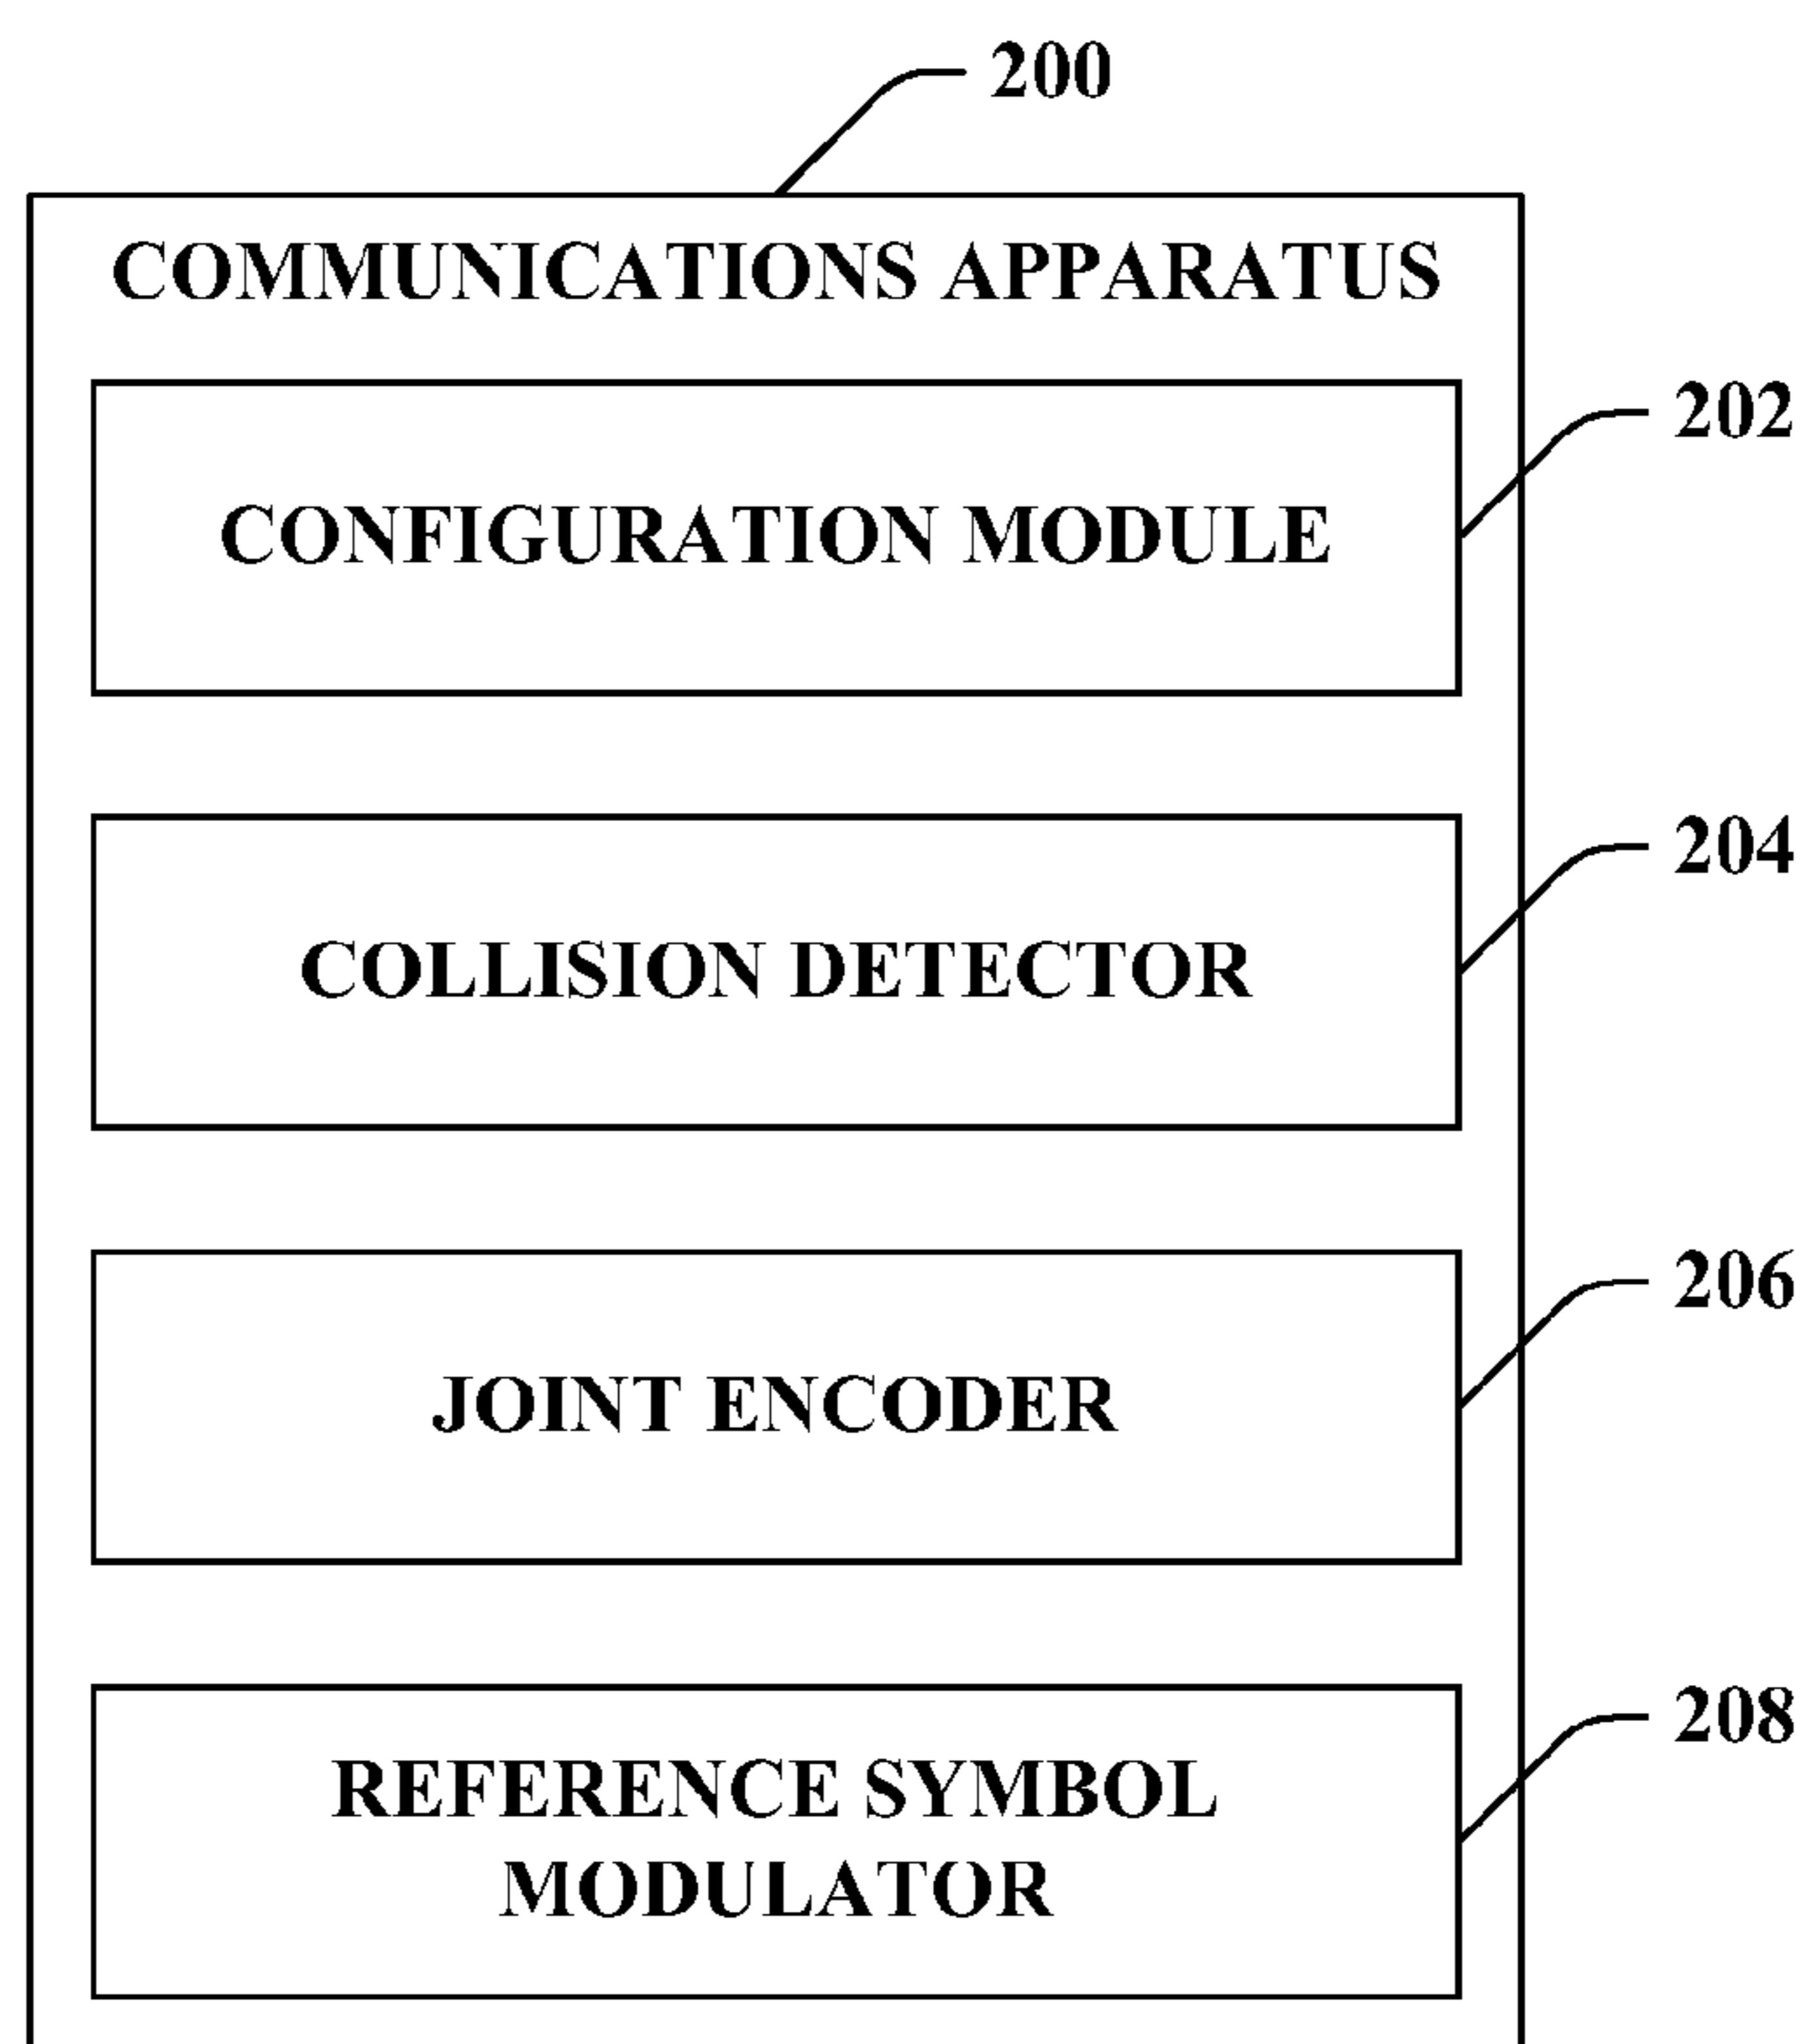 200
COMMUNICATIONS APPARATUS
202
CONFIGURATION MODULE
204
COLLISION DETECTOR
206
JOINT ENCODER
208
REFERENCE SYMBOL
MODULATOR